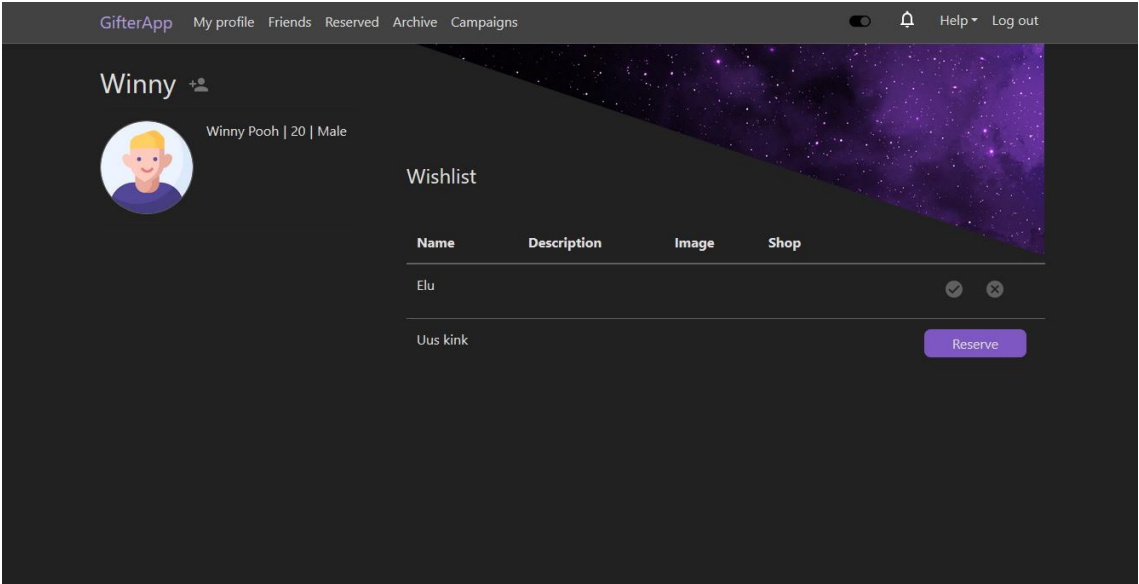 GifterApp My profile Friends Reserved Archive Campaigns Help Log out
Winny
Winny Pooh | 20 | Male
Wishlist
Name Description Image Shop
Elu
Uus kink Reserve